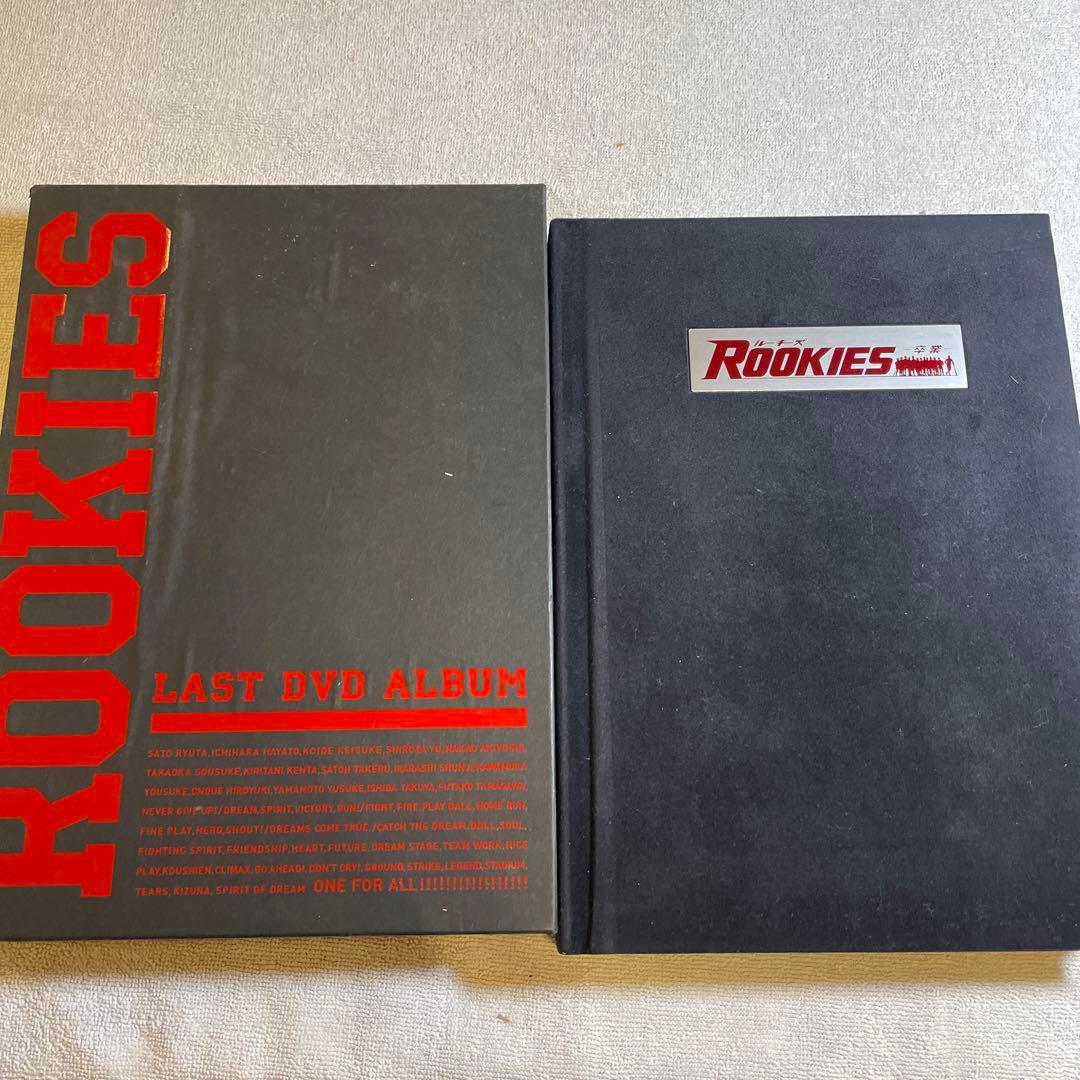 ROOKIES
LAST DVD ALBUM
SATO RYUTA, ICHIHARA HAYATO, KOIDE KEISUKE, SHIROTA YU, NAKAO AKIYOSHI,
TAKAOKA SOUSUKE, KIRITANI KENTA, SATOH TAKERU, IGARASHI SHUNJI, KAWAMURA
YOUSUKE, ONOUE HIROYUKI, YAMAMOTO YUSUKE, ISHIDA TAKUYA, FUTAKO TAMAGAWA,
NEVER GIVE UP!/DREAM, SPIRIT, VICTORY, RUN!/FIGHT, FIRE, PLAY BALL, HOME RUN,
FINE PLAY, HERO, SHOUT!/DREAMS COME TRUE./CATCH THE DREAM, BALL, SOUL,
FIGHTING SPIRIT, FRIENDSHIP, HEART, FUTURE, DREAM STAGE, TEAM WORK, NICE
PLAY, KOUSHIEN, CLIMAX, GO AHEAD!, DON'T CRY!, GROUND, STRIKE, LEGEND, STADIUM,
TEARS, KIZUNA, SPIRIT OF DREAM ONE FOR ALL!!!!!!!!!!!!!!!!!
ルーキーズ
ROOKIES
-卒業-